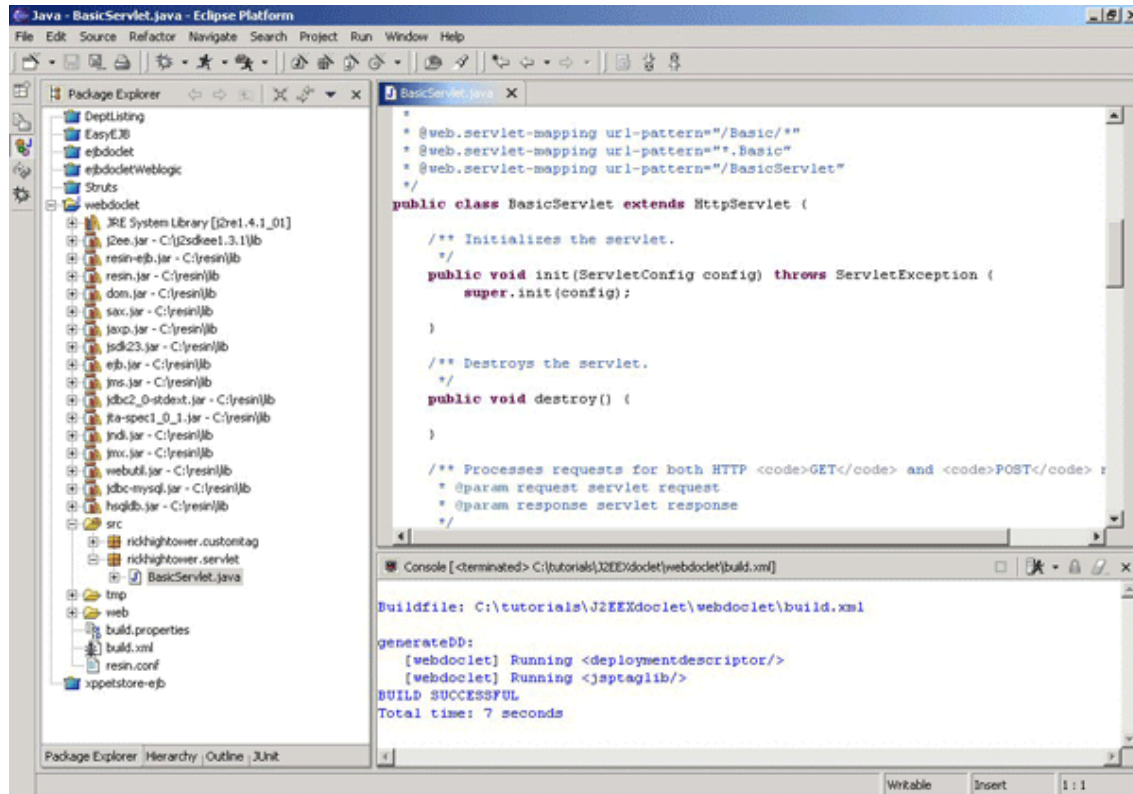 Java - BasicServlet.java - Eclipse Platform
File Edit Source Refactor Navigate Search Project Run Window Help
Package Explorer
DeptListing
EasyEJB
ejbdoclet
ejbdocletWeblogic
Struts
webdoclet
JRE System Library [j2re1.4.1_01]
j2ee.jar - C:\j2sdkee1.3.1\lib
resin-ejb.jar - C:\resin\lib
resin.jar - C:\resin\lib
dom.jar - C:\resin\lib
sax.jar - C:\resin\lib
jaxp.jar - C:\resin\lib
jsdk23.jar - C:\resin\lib
ejb.jar - C:\resin\lib
jms.jar - C:\resin\lib
jdbc2_0-stdext.jar - C:\resin\lib
jta-spec1_0_1.jar - C:\resin\lib
jndi.jar - C:\resin\lib
jmx.jar - C:\resin\lib
webutil.jar - C:\resin\lib
jdbc-mysql.jar - C:\resin\lib
hsqldb.jar - C:\resin\lib
src
rickhightower.customtag
rickhightower.servlet
BasicServlet.java
tmp
web
build.properties
build.xml
resin.conf
xppetstore-ejb
Package Explorer Hierarchy Outline JUnit
BasicServlet.java
*
* @web.servlet-mapping url-pattern="/Basic/*"
* @web.servlet-mapping url-pattern="*.Basic"
* @web.servlet-mapping url-pattern="/BasicServlet"
*/
public class BasicServlet extends HttpServlet {
/** Initializes the servlet.
*/
public void init(ServletConfig config) throws ServletException {
super.init(config);
}
/** Destroys the servlet.
*/
public void destroy() {
}
/** Processes requests for both HTTP <code>GET</code> and <code>POST</code>
* @param request servlet request
* @param response servlet response
*/
Console [<terminated> C:\tutorials\J2EEXdoclet\webdoclet\build.xml]
Buildfile: C:\tutorials\J2EEXdoclet\webdoclet\build.xml
generateDD:
[webdoclet] Running <deploymentdescriptor/>
[webdoclet] Running <jsptaglib/>
BUILD SUCCESSFUL
Total time: 7 seconds
Writable Insert 1 : 1